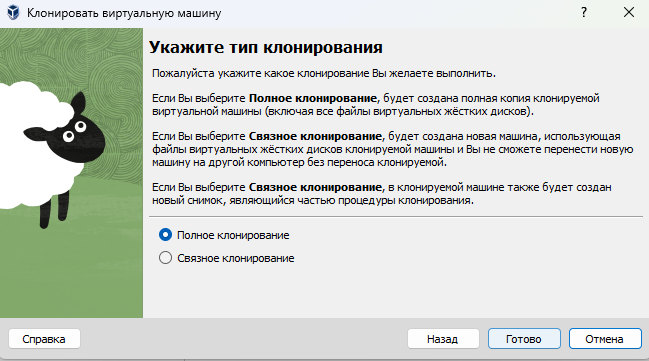 Клонировать виртуальную машину
?
Укажите тип клонирования
Пожалуйста укажите какое клонирование Вы желаете выполнить.
Если Вы выберите Полное клонирование, будет создана полная копия клонируемой
виртуальной машины (включая все файлы виртуальных жёстких дисков).
Если Вы выберите Связное клонирование, будет создана новая машина, использующая
файлы виртуальных жёстких дисков клонируемой машины и Вы не сможете перенести новую
машину на другой компьютер без переноса клонируемой.
Если Вы выберите Связное клонирование, в клонируемой машине также будет создан
новый снимок, являющийся частью процедуры клонирования.
Полное клонирование
Связное клонирование
Справка
Назад
Готово
Отмена